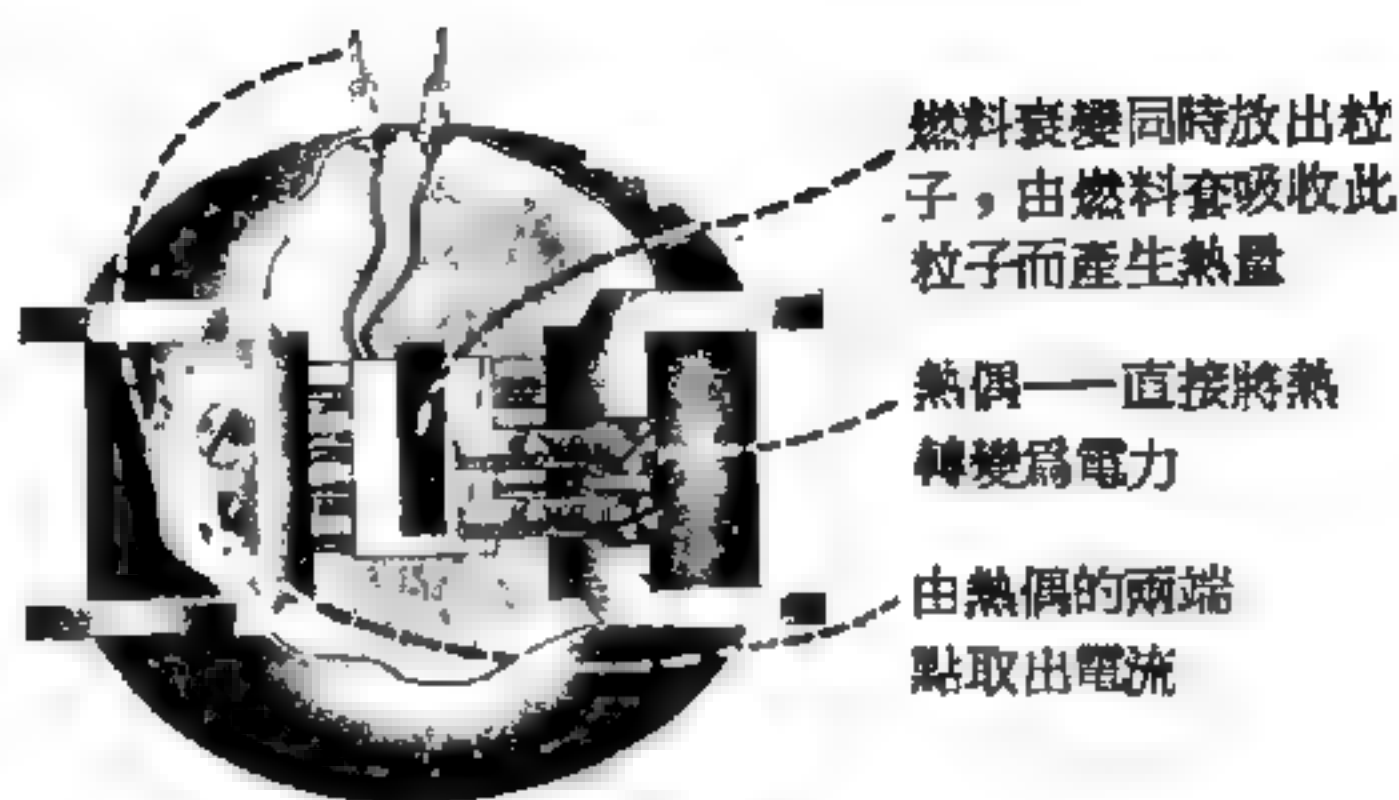 燃料衰變同時放出粒
子，由燃料套吸收此
粒子而產生熱量
熱偶——直接將熱
轉變爲電力
由熱偶的兩端
點取出電流